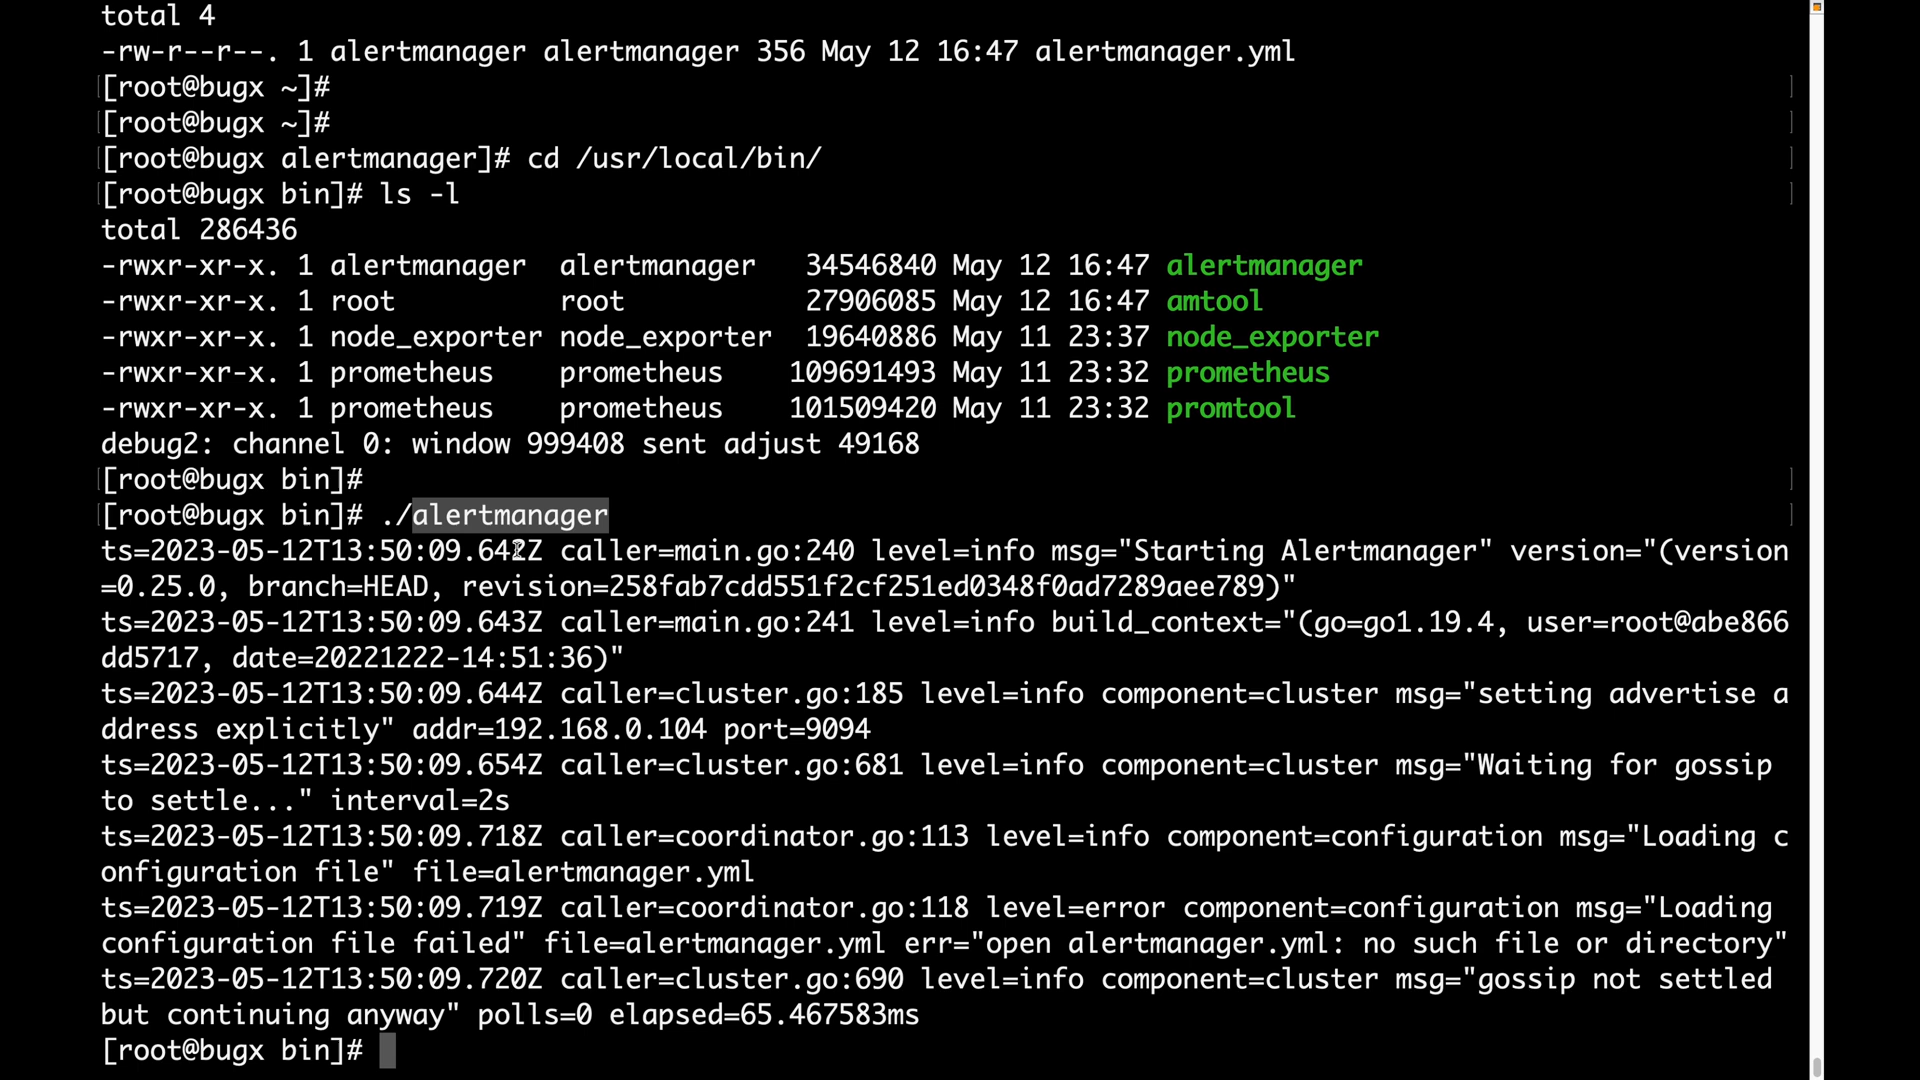 total 4
-rw-r--r--. 1 alertmanager alertmanager 356 May 12 16:47 alertmanager.yml
[root@bugx ~]#
[root@bugx ~]#
[root@bugx alertmanager]# cd /usr/local/bin/
[root@bugx bin]# ls -l
total 286436
-rwxr-xr-x. 1 alertmanager  alertmanager   34546840 May 12 16:47 alertmanager
-rwxr-xr-x. 1 root          root           27906085 May 12 16:47 amtool
-rwxr-xr-x. 1 node_exporter node_exporter  19640886 May 11 23:37 node_exporter
-rwxr-xr-x. 1 prometheus    prometheus    109691493 May 11 23:32 prometheus
-rwxr-xr-x. 1 prometheus    prometheus    101509420 May 11 23:32 promtool
debug2: channel 0: window 999408 sent adjust 49168
[root@bugx bin]#
[root@bugx bin]# ./alertmanager
ts=2023-05-12T13:50:09.642Z caller=main.go:240 level=info msg="Starting Alertmanager" version="(version
=0.25.0, branch=HEAD, revision=258fab7cdd551f2cf251ed0348f0ad7289aee789)"
ts=2023-05-12T13:50:09.643Z caller=main.go:241 level=info build_context="(go=go1.19.4, user=root@abe866
dd5717, date=20221222-14:51:36)"
ts=2023-05-12T13:50:09.644Z caller=cluster.go:185 level=info component=cluster msg="setting advertise a
ddress explicitly" addr=192.168.0.104 port=9094
ts=2023-05-12T13:50:09.654Z caller=cluster.go:681 level=info component=cluster msg="Waiting for gossip
to settle..." interval=2s
ts=2023-05-12T13:50:09.718Z caller=coordinator.go:113 level=info component=configuration msg="Loading c
onfiguration file" file=alertmanager.yml
ts=2023-05-12T13:50:09.719Z caller=coordinator.go:118 level=error component=configuration msg="Loading
configuration file failed" file=alertmanager.yml err="open alertmanager.yml: no such file or directory"
ts=2023-05-12T13:50:09.720Z caller=cluster.go:690 level=info component=cluster msg="gossip not settled
but continuing anyway" polls=0 elapsed=65.467583ms
[root@bugx bin]#